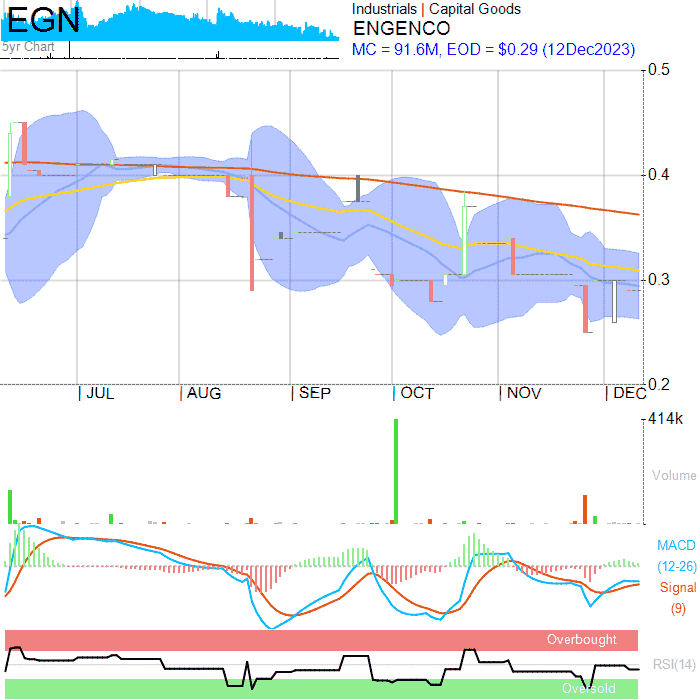 EGN
5yr Chart
Industrials | Capital Goods
ENGENCO
MC = 91.6M, EOD = $0.29 (12Dec2023)
0.5
0.4
0.3
0.2
| JUL
| AUG
| SEP
| OCT
| NOV
| DEC
414k
Volume
MACD
(12-26)
Signal
(9)
Overbought
RSI(14)
Oversold